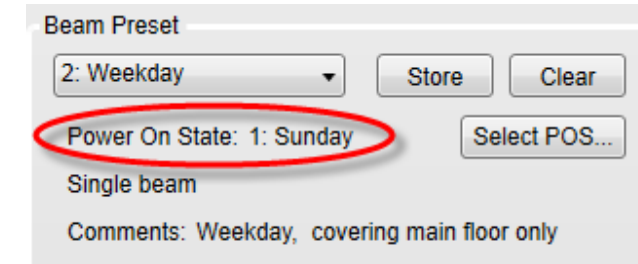 Beam Preset
2: Weekday Store Clear
Power On State: 1: Sunday Select POS...
Single beam
Comments: Weekday, covering main floor only